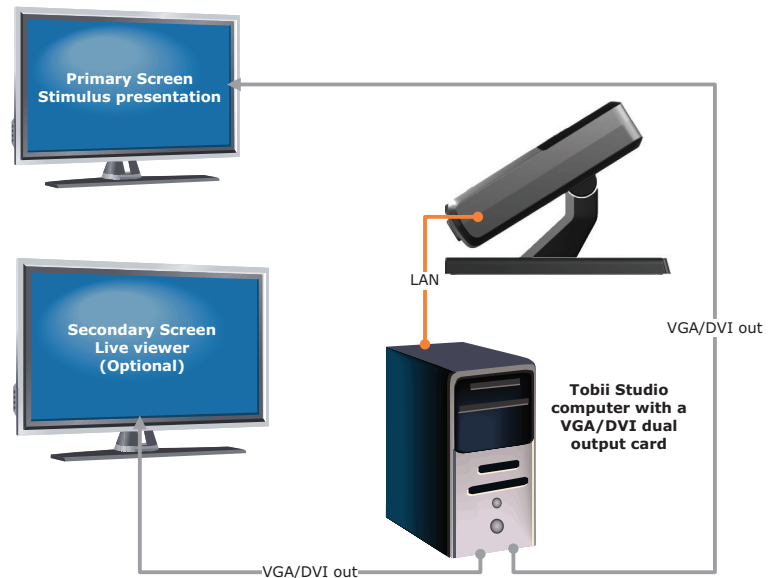 Primary Screen
Stimulus presentation
LAN
Secondary Screen
Live viewer
(Optional)
VGA/DVI out
Tobii Studio
computer with a
VGA/DVI dual
output card
VGA/DVI out